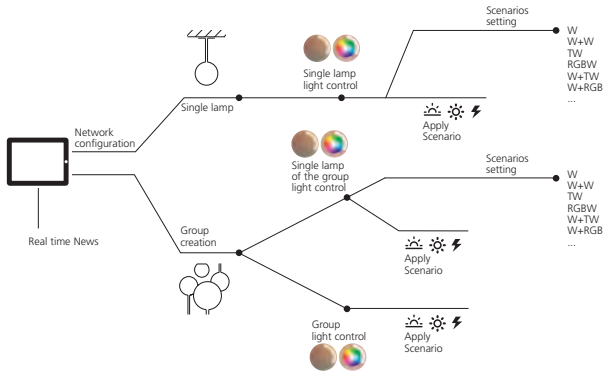 Scenarios
setting
W
W+W
TW
RGBW
W+TW
W+RGB
...
Single lamp
light control
Single lamp
Apply
Scenario
Network
configuration
Real time News
Single lamp
of the group
light control
Scenarios
setting
W
W+W
TW
RGBW
W+TW
W+RGB
...
Group
creation
Apply
Scenario
Group
light control
Apply
Scenario